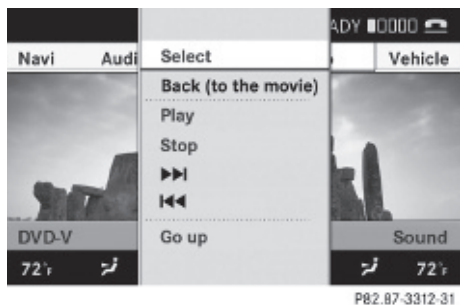 ADY
Navi Audi Select Vehicle
Back (to the movie)
Play
Stop
Go up
DVD-V Sound
72°F 72°F
P82.87-3312-31